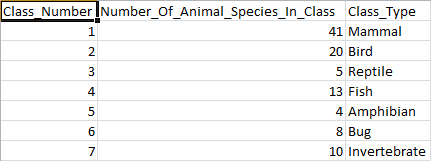 Class_Number Number_Of_Animal_Species_In_Class Class_Type
1 41 Mammal
2 20 Bird
3 5 Reptile
4 13 Fish
5 4 Amphibian
6 8 Bug
7 10 Invertebrate